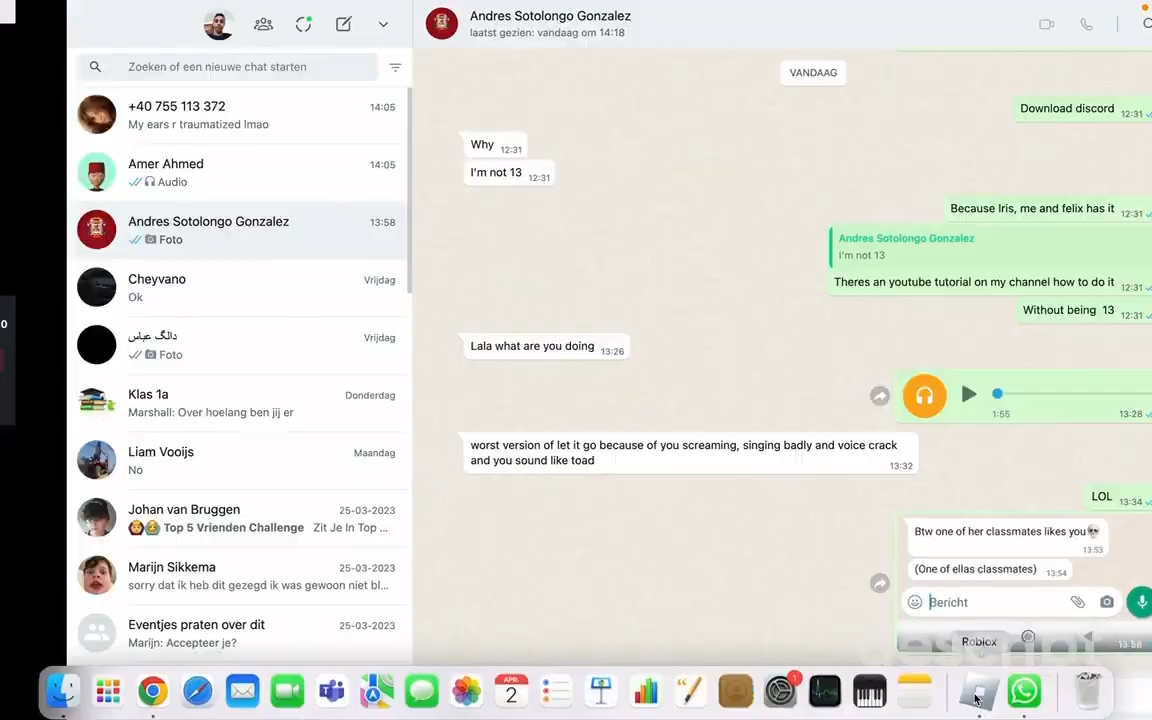 Zoeken of een nieuwe chat starten
+40 755 113 372
14:05
My ears r traumatized lmao
Amer Ahmed
14:05
Audio
Andres Sotolongo Gonzalez
13:58
Foto
Cheyvano
Vrijdag
Ok
دالگ عباس
Vrijdag
Foto
Klas 1a
Donderdag
Marshall: Over hoelang ben jij er
Liam Vooijs
Maandag
No
Johan van Bruggen
25-03-2023
Top 5 Vrienden Challenge Zit Je In Top ...
Marijn Sikkema
25-03-2023
sorry dat ik heb dit gezegd ik was gewoon niet bl...
Eventjes praten over dit
25-03-2023
Marijn: Accepteer je?
Andres Sotolongo Gonzalez
laatst gezien: vandaag om 14:18
VANDAAG
Download discord
12:31
Why
12:31
I'm not 13
12:31
Because Iris, me and felix has it
12:31
Andres Sotolongo Gonzalez
I'm not 13
Theres an youtube tutorial on my channel how to do it
12:31
Without being 13
12:31
Lala what are you doing
13:26
1:55
13:28
worst version of let it go because of you screaming, singing badly and voice crack
and you sound like toad
13:32
LOL
13:34
Btw one of her classmates likes you
13:53
(One of ellas classmates)
13:54
Bericht
Roblox
13:58
0
APR.
2
1